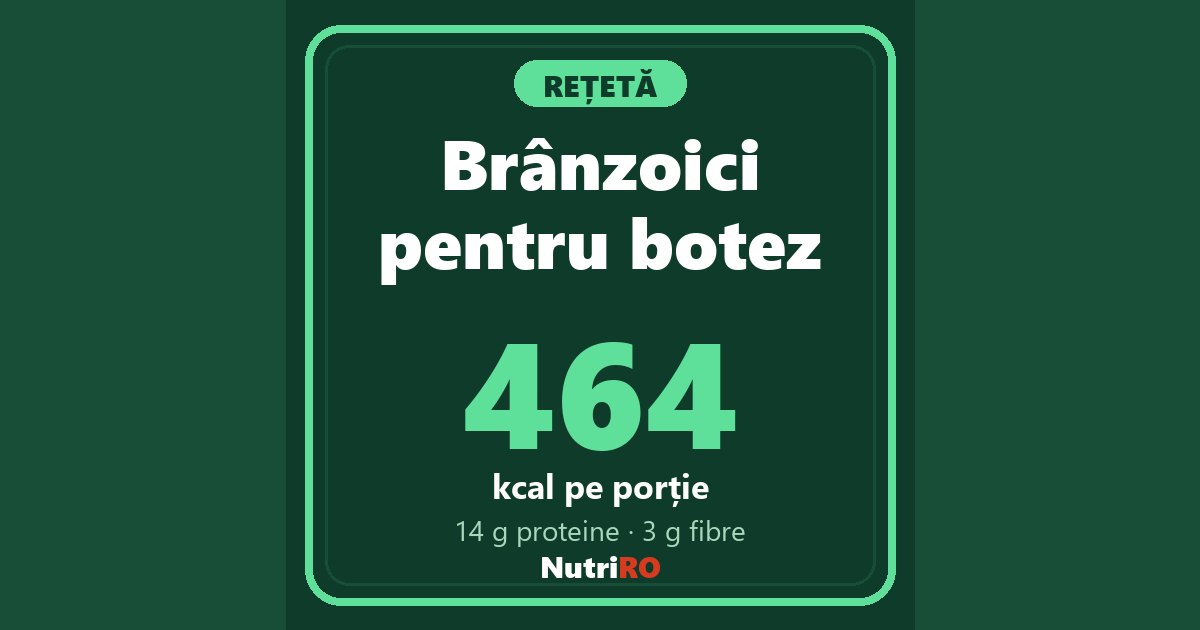 REȚETĂ
Brânzoici
pentru botez
464
kcal pe porție
14 g proteine · 3 g fibre
NutriRO